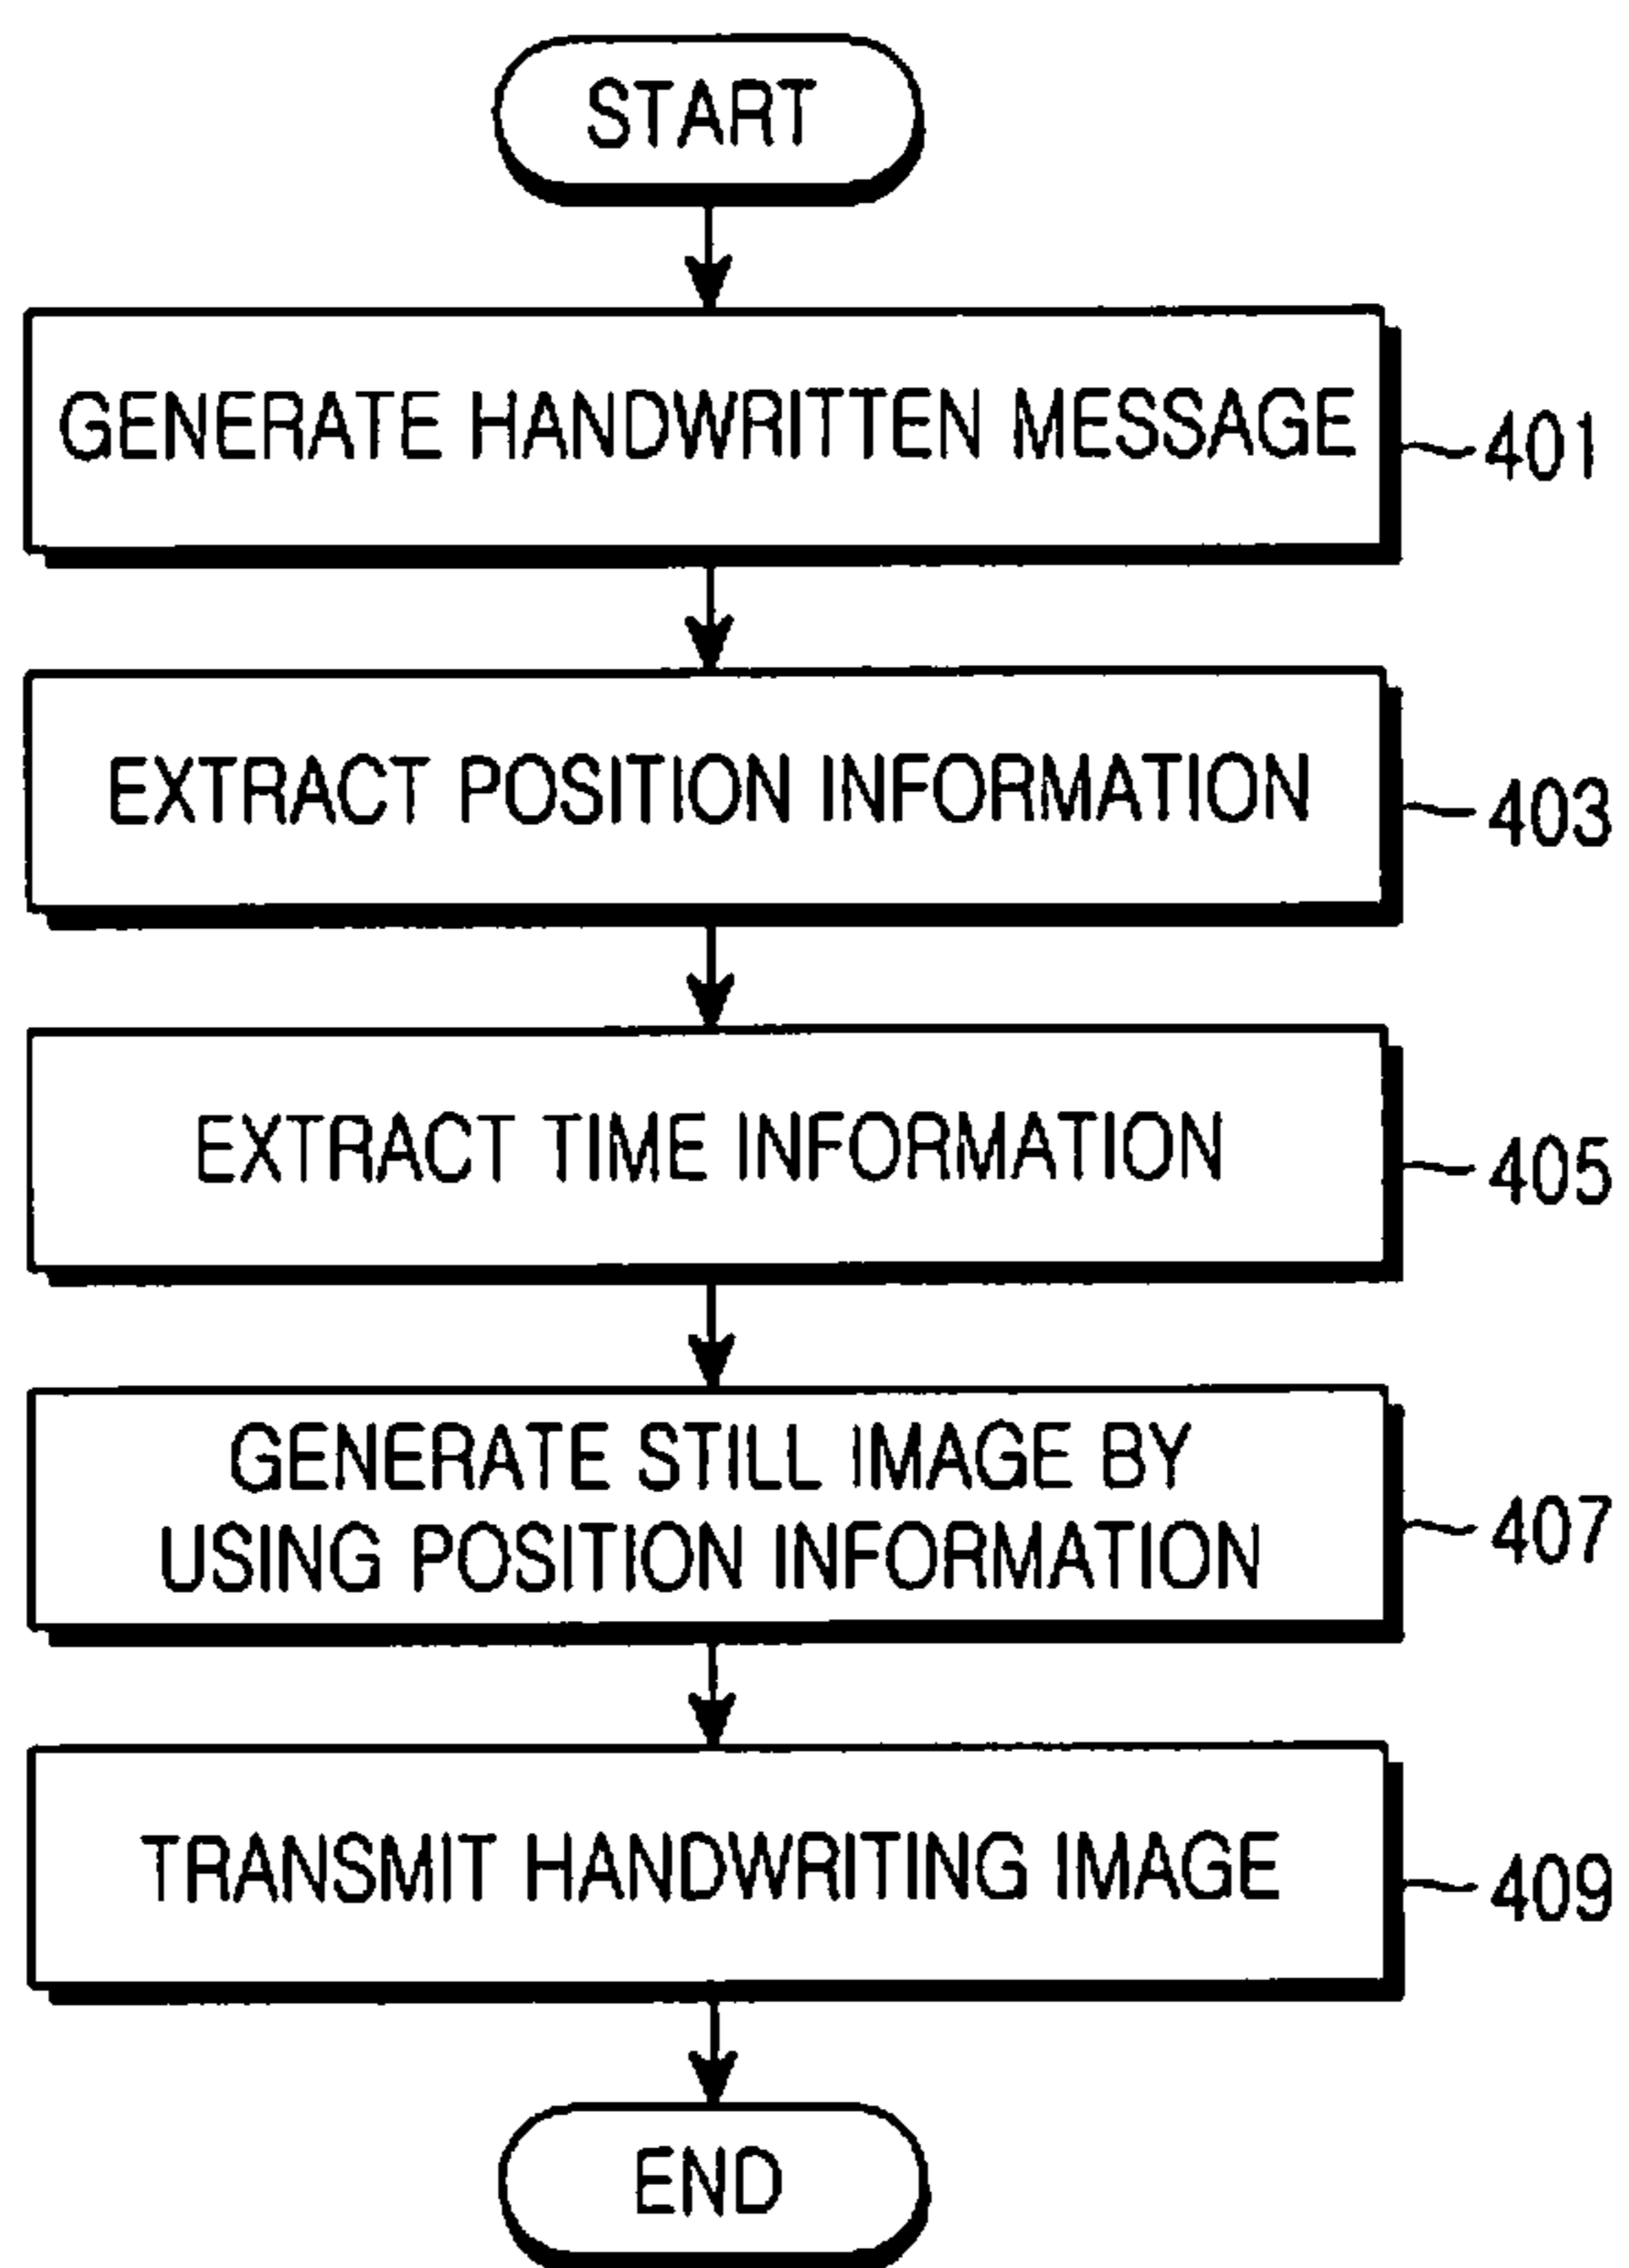 START
GENERATE HANDWRITTEN MESSAGE
401
EXTRACT POSITION INFORMATION
403
EXTRACT TIME INFORMATION
405
GENERATE STILL IMAGE BY
USING POSITION INFORMATION
407
TRANSMIT HANDWRITING IMAGE
409
END